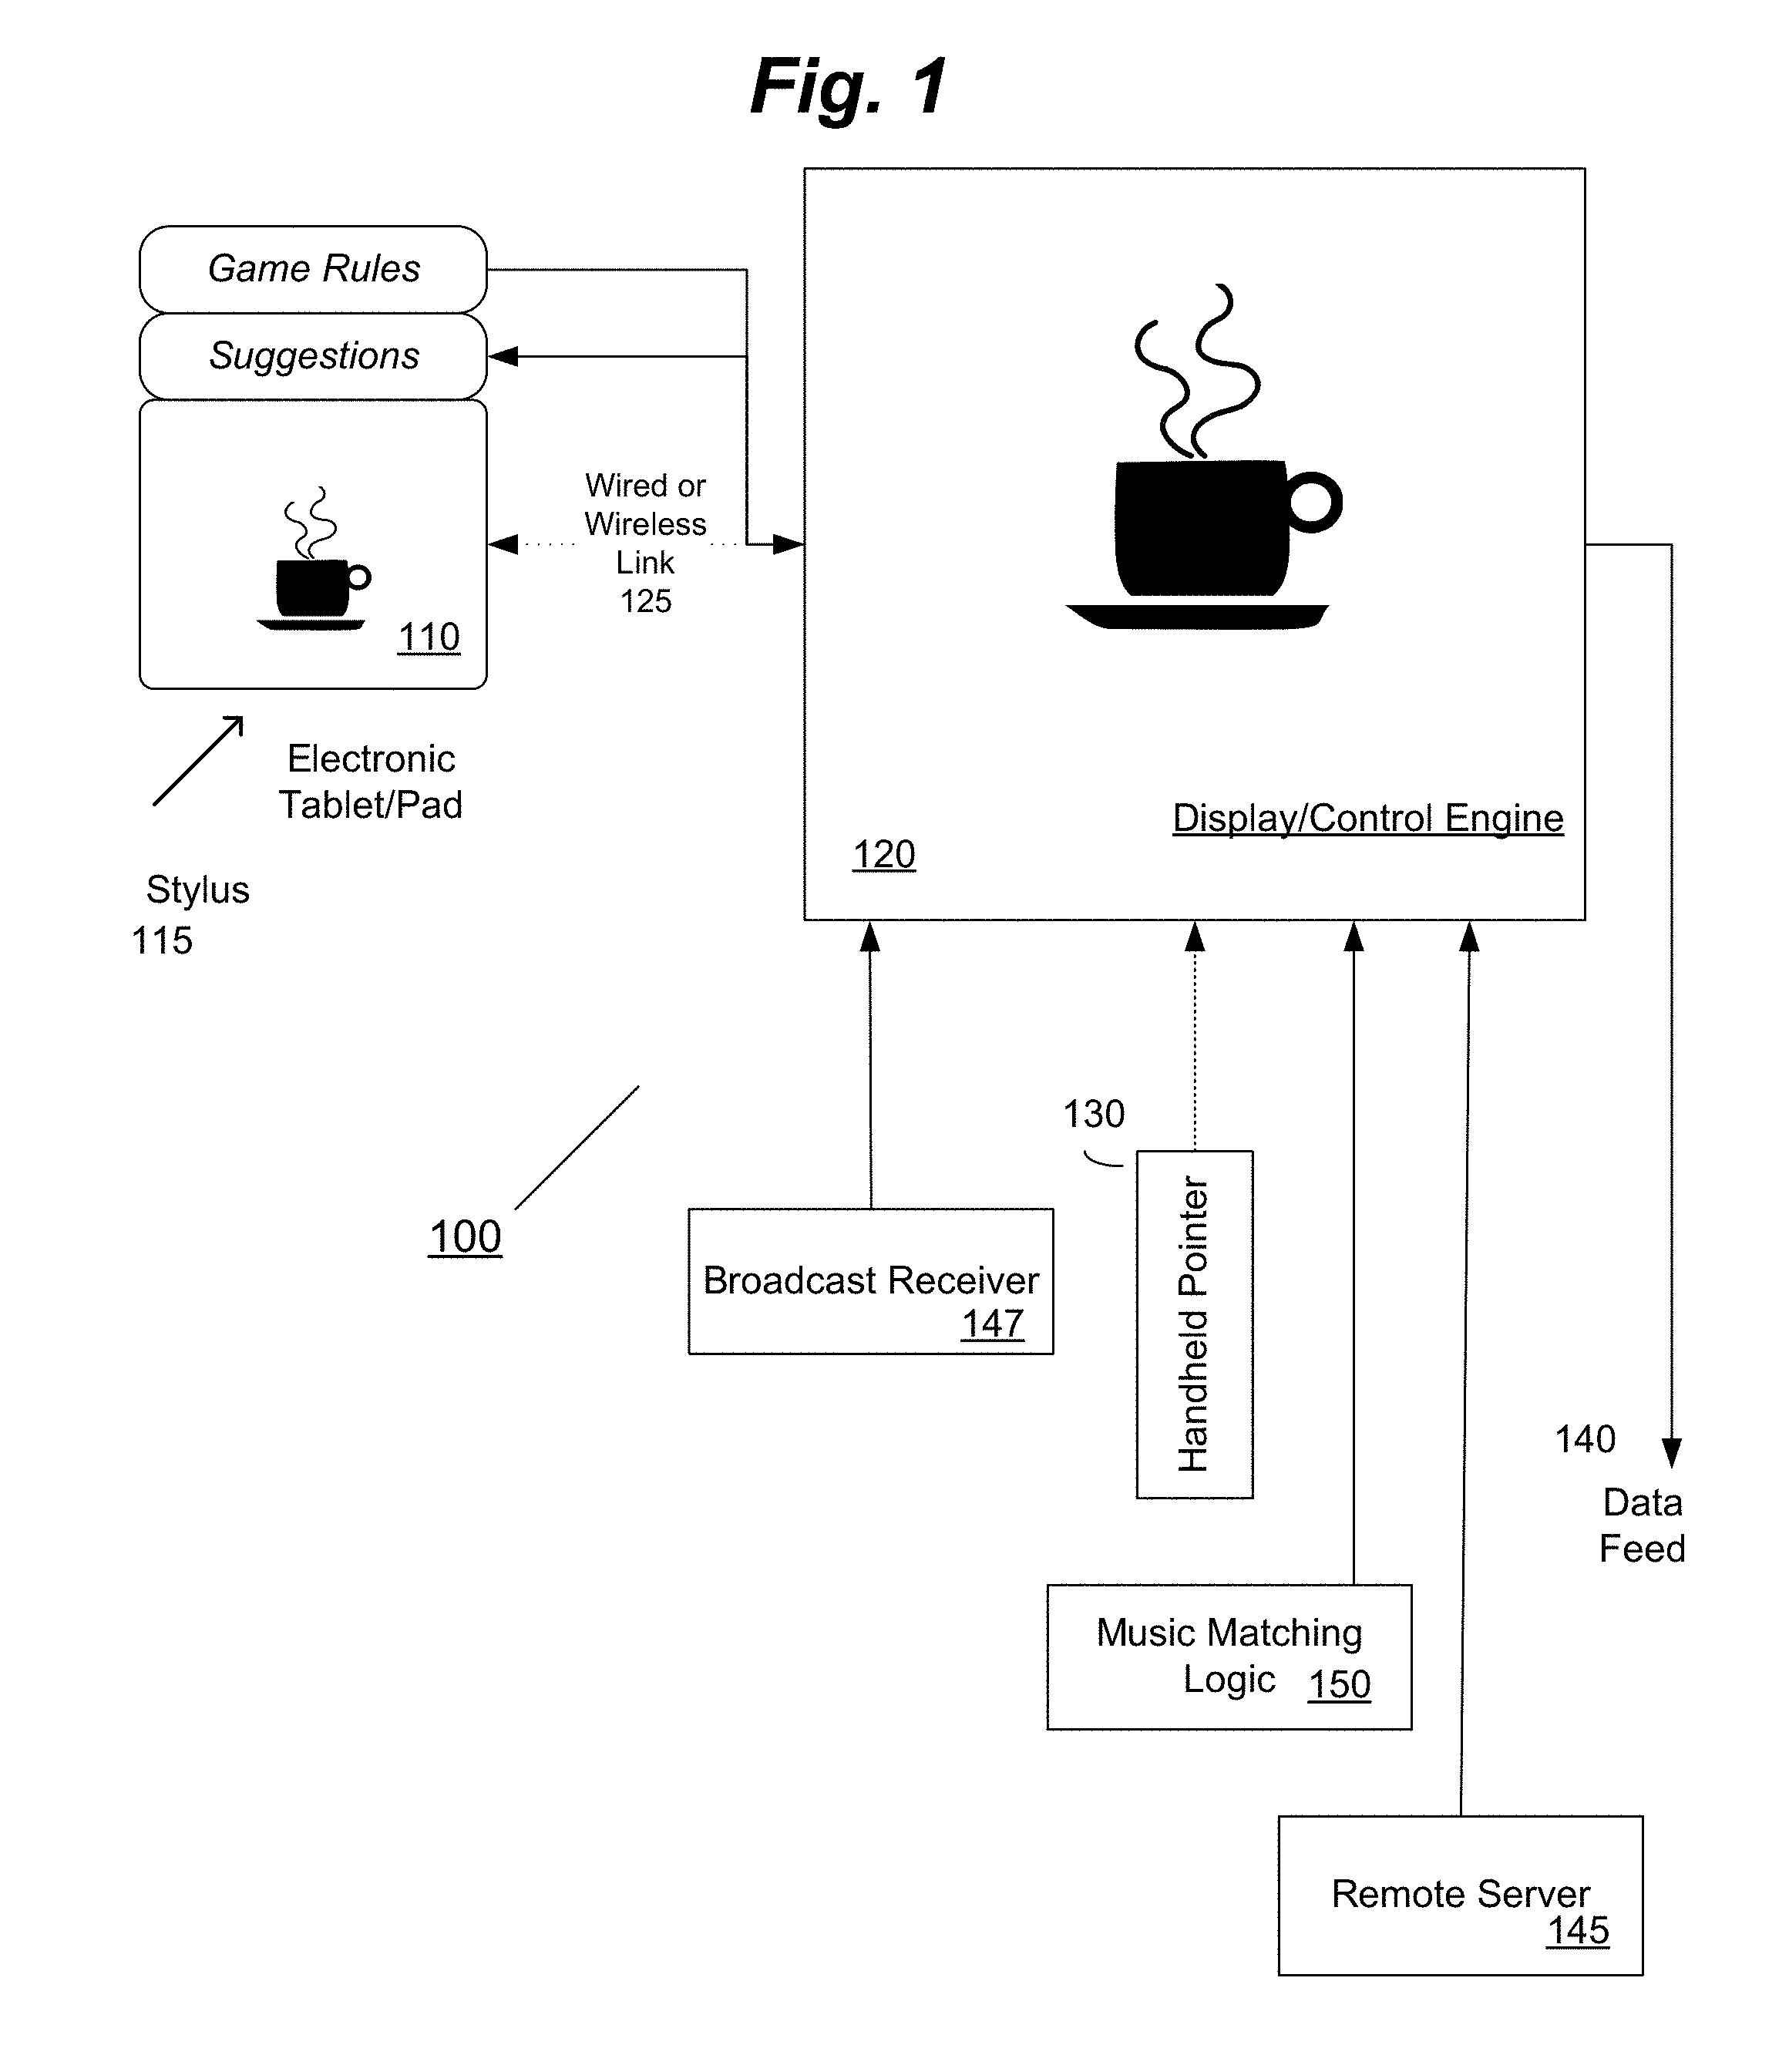 Fig. 1
Game Rules
Suggestions
Wired or
Wireless
Link
125
110
Electronic
Tablet/Pad
Stylus
115
Display/Control Engine
120
100
130
Broadcast Receiver
147
Handheld Pointer
140
Data
Feed
Music Matching
Logic 150
Remote Server
145